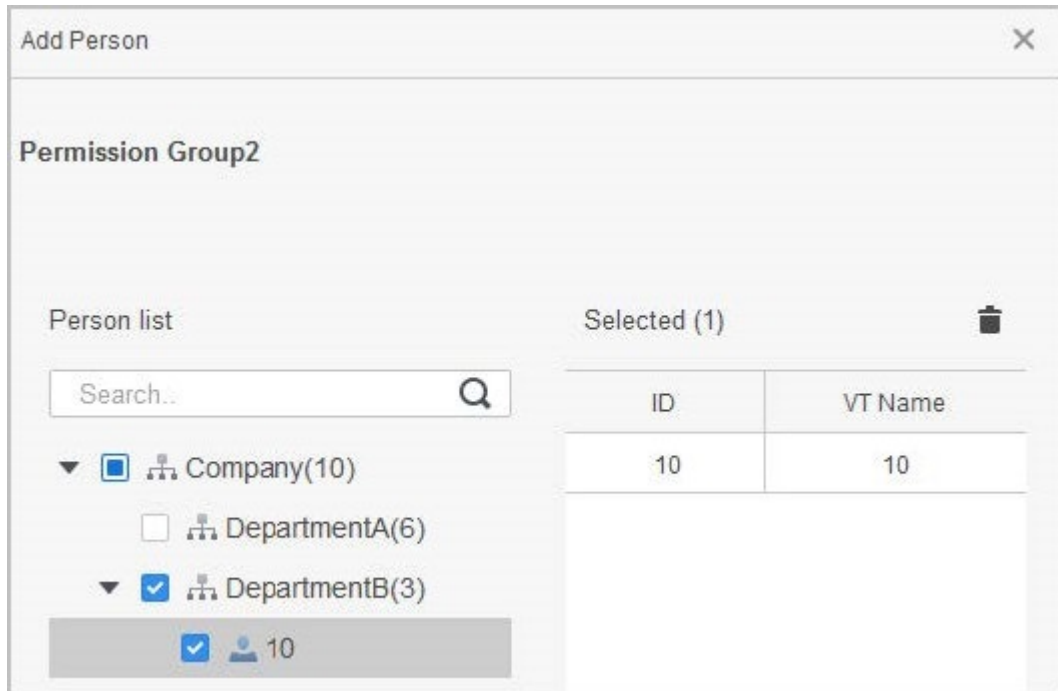 Add Person
Permission Group2
Person list
Search..
Company(10)
DepartmentA(6)
DepartmentB(3)
10
Selected (1)
ID VT Name
10 10